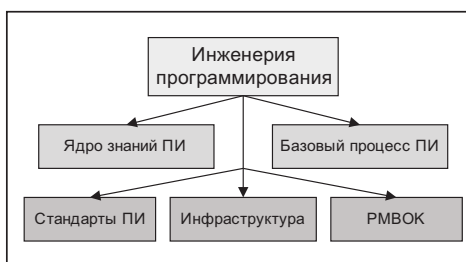 Инженерия
программирования
Ядро знаний ПИ
Базовый процесс ПИ
Стандарты ПИ
Инфраструктура
PMBOK